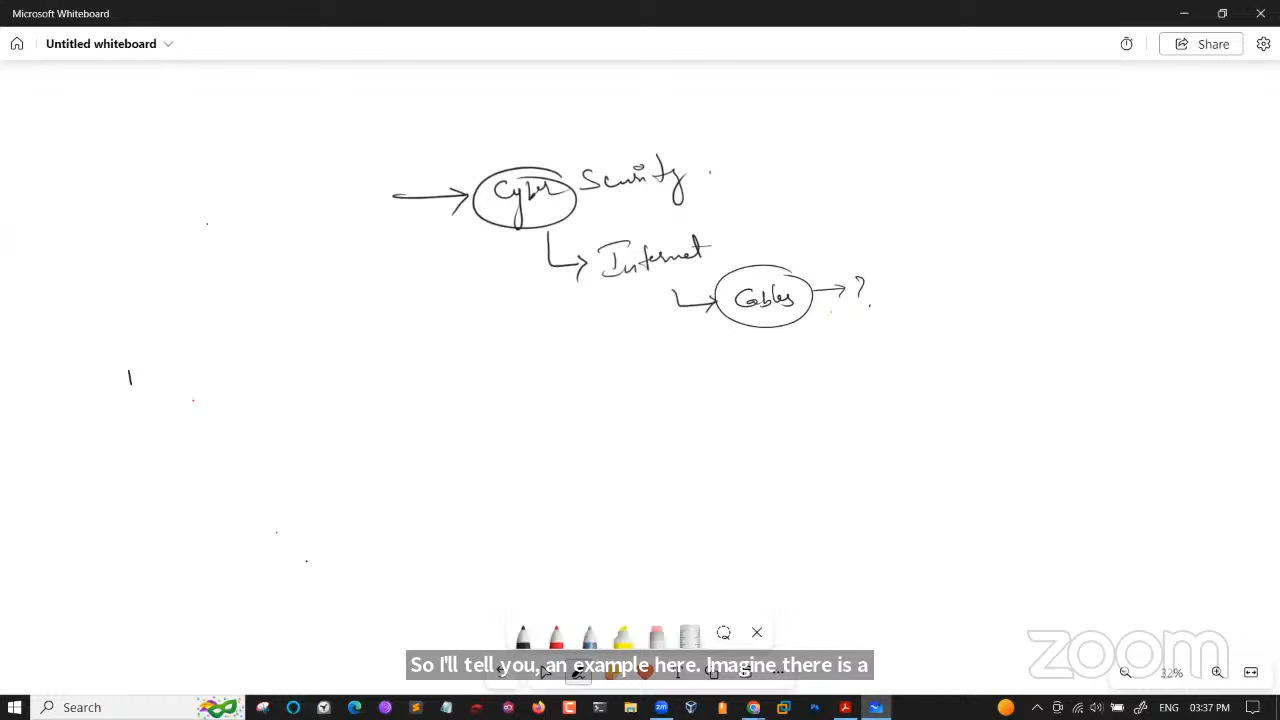 Microsoft Whiteboard
Untitled whiteboard
Share
Cyber Security.
Internet
Cables → ?
So I'll tell you, an example here. Imagine there is a
zoom
32%
Search
ENG 03:37 PM